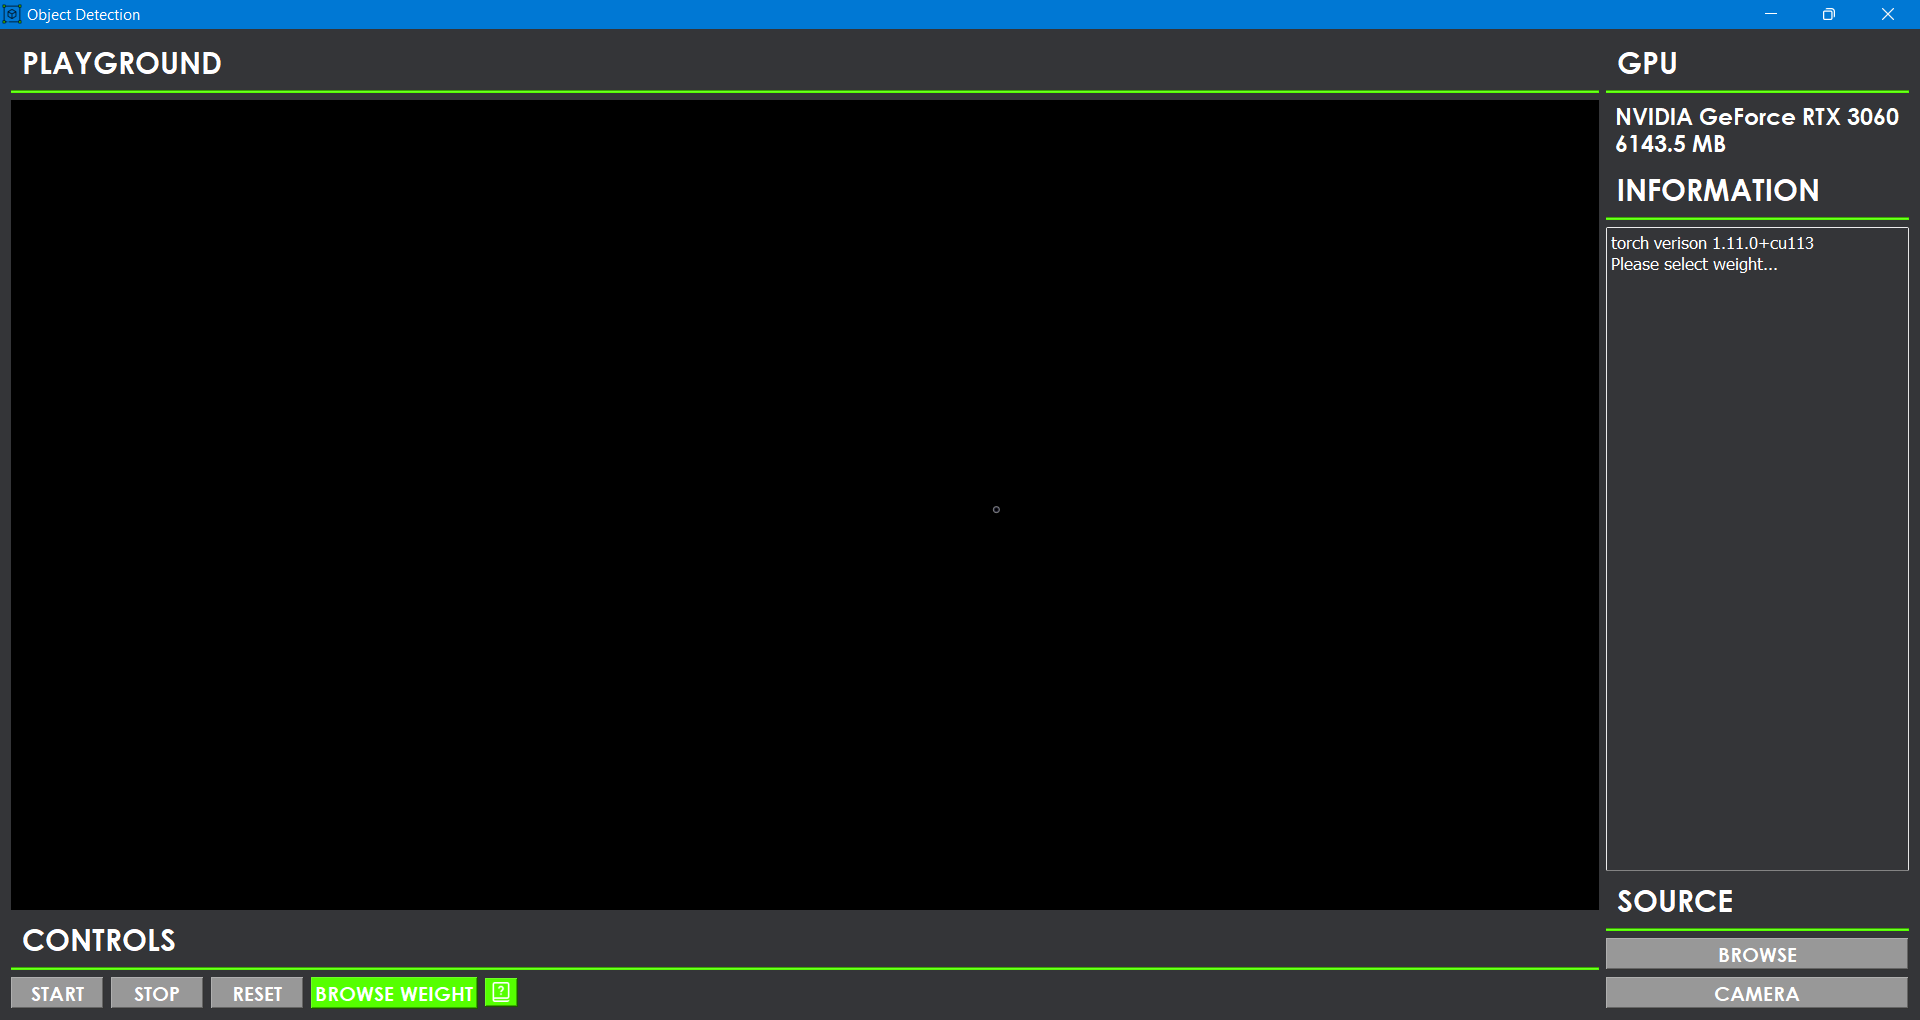 Object Detection
PLAYGROUND
GPU
NVIDIA GeForce RTX 3060
6143.5 MB
INFORMATION
torch verison 1.11.0+cu113
Please select weight...
SOURCE
BROWSE
CAMERA
CONTROLS
START STOP RESET BROWSE WEIGHT ?